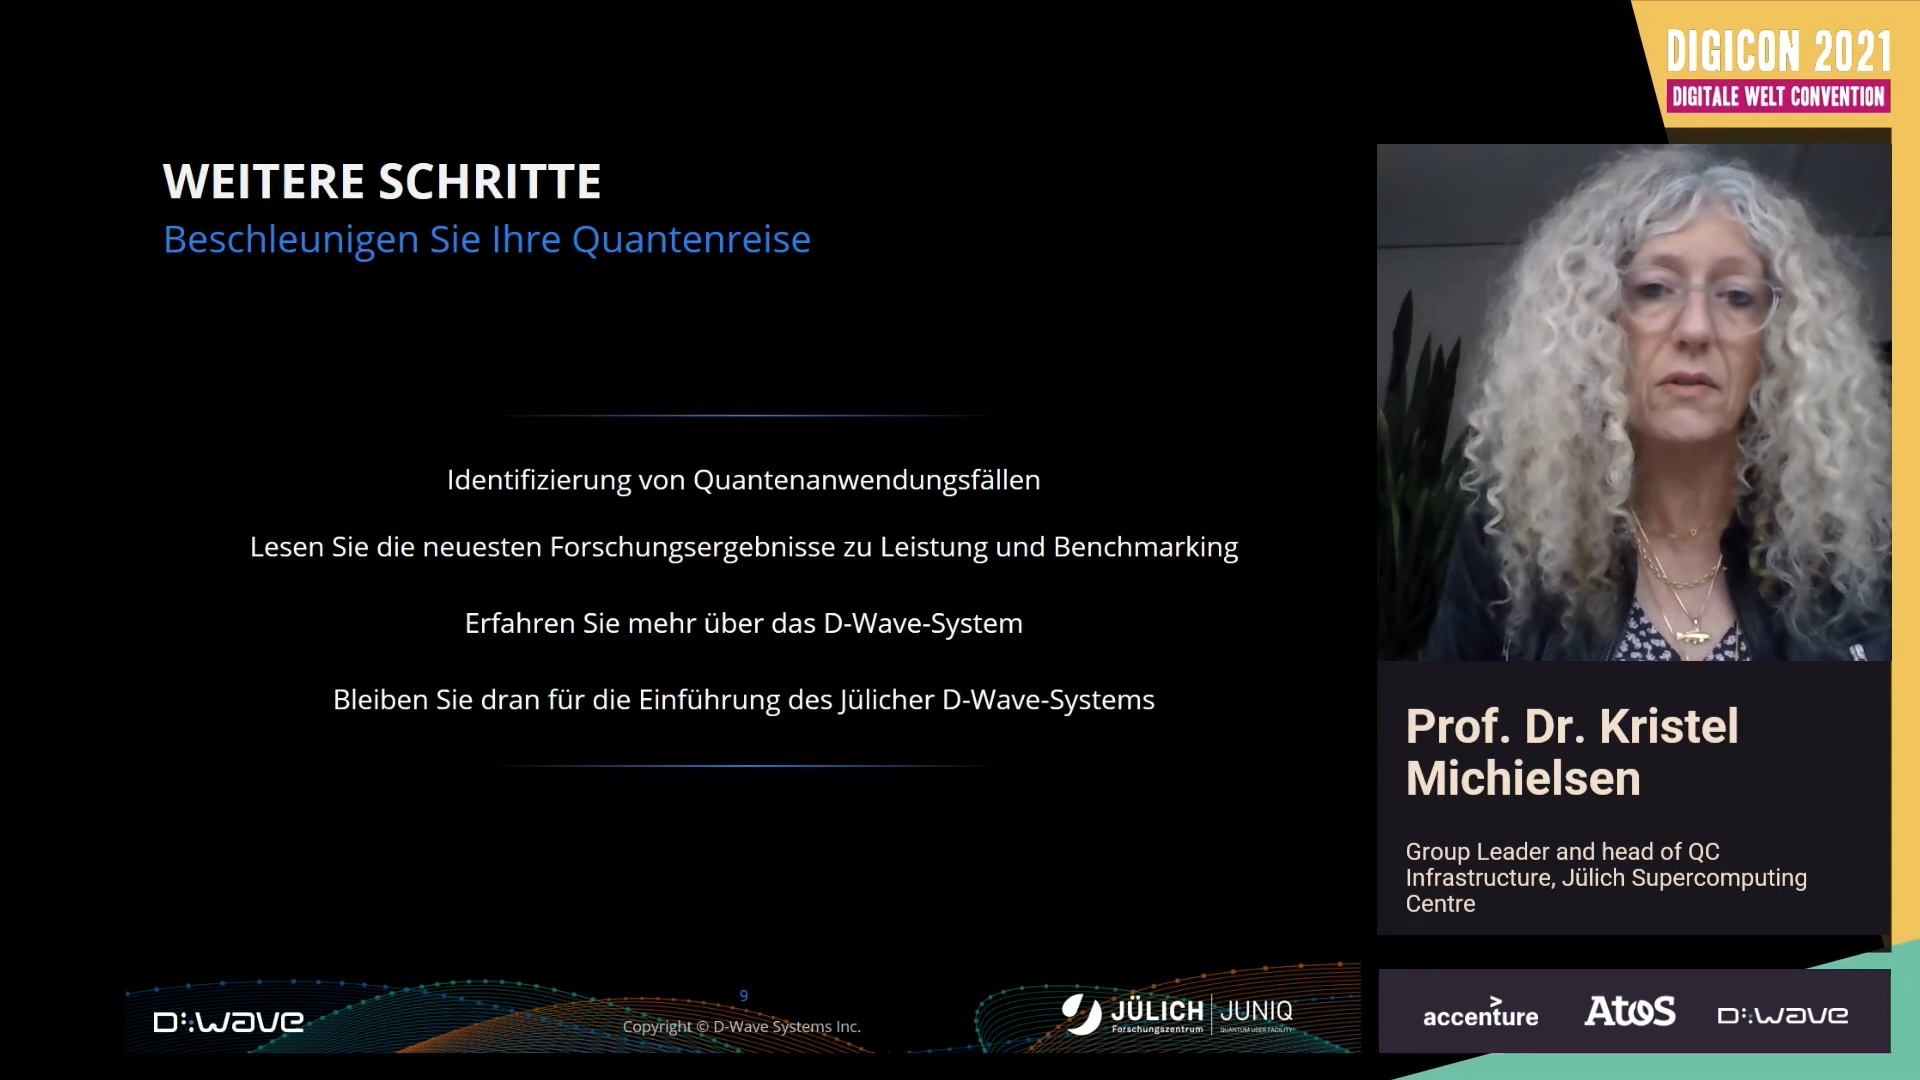 DIGICON 2021
DIGITALE WELT CONVENTION
WEITERE SCHRITTE
Beschleunigen Sie Ihre Quantenreise
Identifizierung von Quantenanwendungsfällen
Lesen Sie die neuesten Forschungsergebnisse zu Leistung und Benchmarking
Erfahren Sie mehr über das D-Wave-System
Bleiben Sie dran für die Einführung des Jülicher D-Wave-Systems
Prof. Dr. Kristel
Michielsen
Group Leader and head of QC
Infrastructure, Jülich Supercomputing
Centre
D:wave
9
Copyright © D-Wave Systems Inc.
JÜLICH
Forschungszentrum
JUNIQ
QUANTUM USER FACILITY
accenture
Atos
D:wave